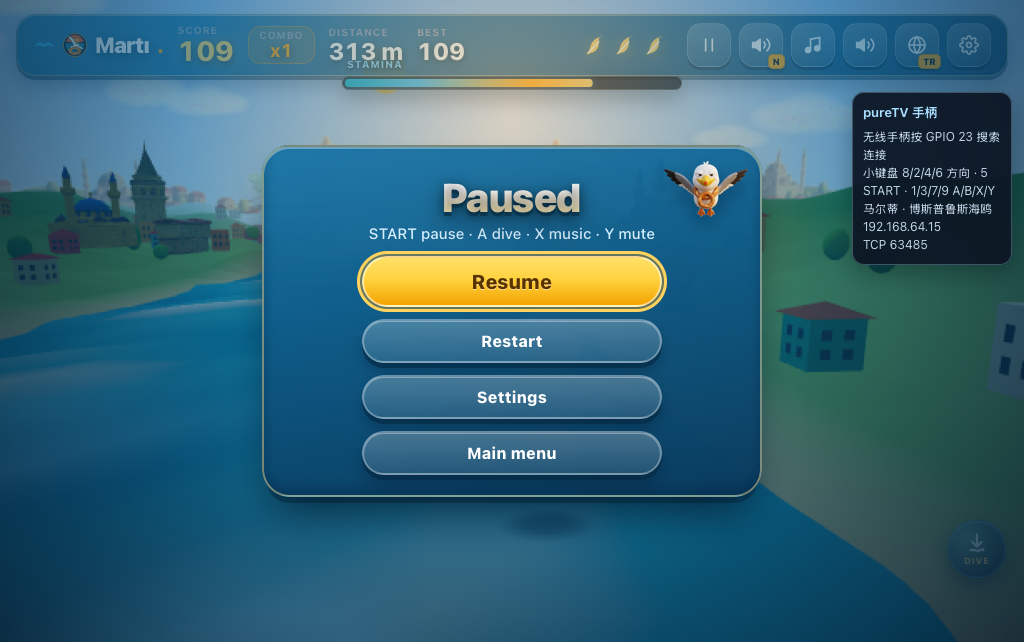 Martı
SCORE
109
COMBO
x1
DISTANCE
313 m
BEST
109
STAMINA
N
TR
pureTV 手柄
无线手柄按 GPIO 23 搜索
连接
小键盘 8/2/4/6 方向 · 5
START · 1/3/7/9 A/B/X/Y
马尔蒂 · 博斯普鲁斯海鸥
192.168.64.15
TCP 63485
Paused
START pause · A dive · X music · Y mute
Resume
Restart
Settings
Main menu
DIVE